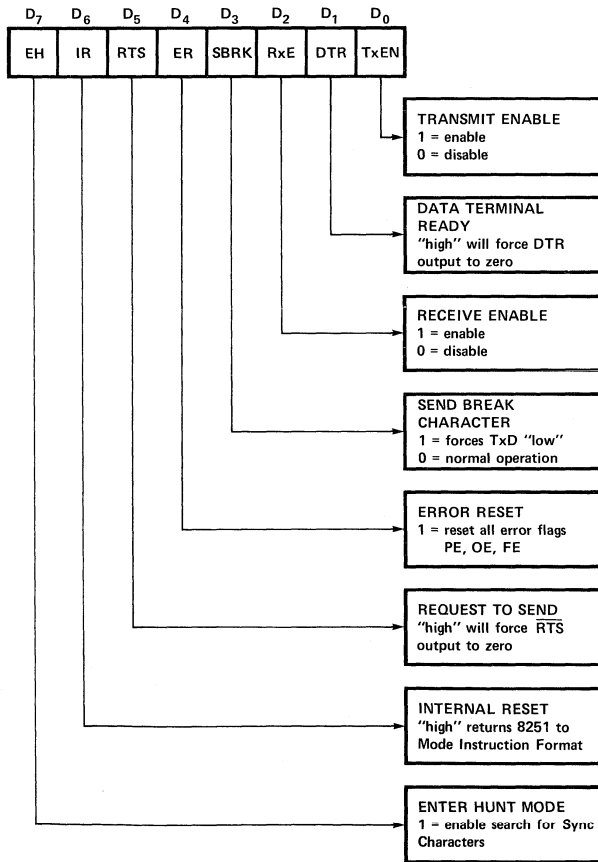 D7 D6 D5 D4 D3 D2 D1 D0
EH IR RTS ER SBRK RxE DTR TxEN
TRANSMIT ENABLE
1 = enable
0 = disable
DATA TERMINAL
READY
"high" will force DTR
output to zero
RECEIVE ENABLE
1 = enable
0 = disable
SEND BREAK
CHARACTER
1 = forces TxD "low"
0 = normal operation
ERROR RESET
1 = reset all error flags
PE, OE, FE
REQUEST TO SEND
"high" will force R̅T̅S̅
output to zero
INTERNAL RESET
"high" returns 8251 to
Mode Instruction Format
ENTER HUNT MODE
1 = enable search for Sync
Characters